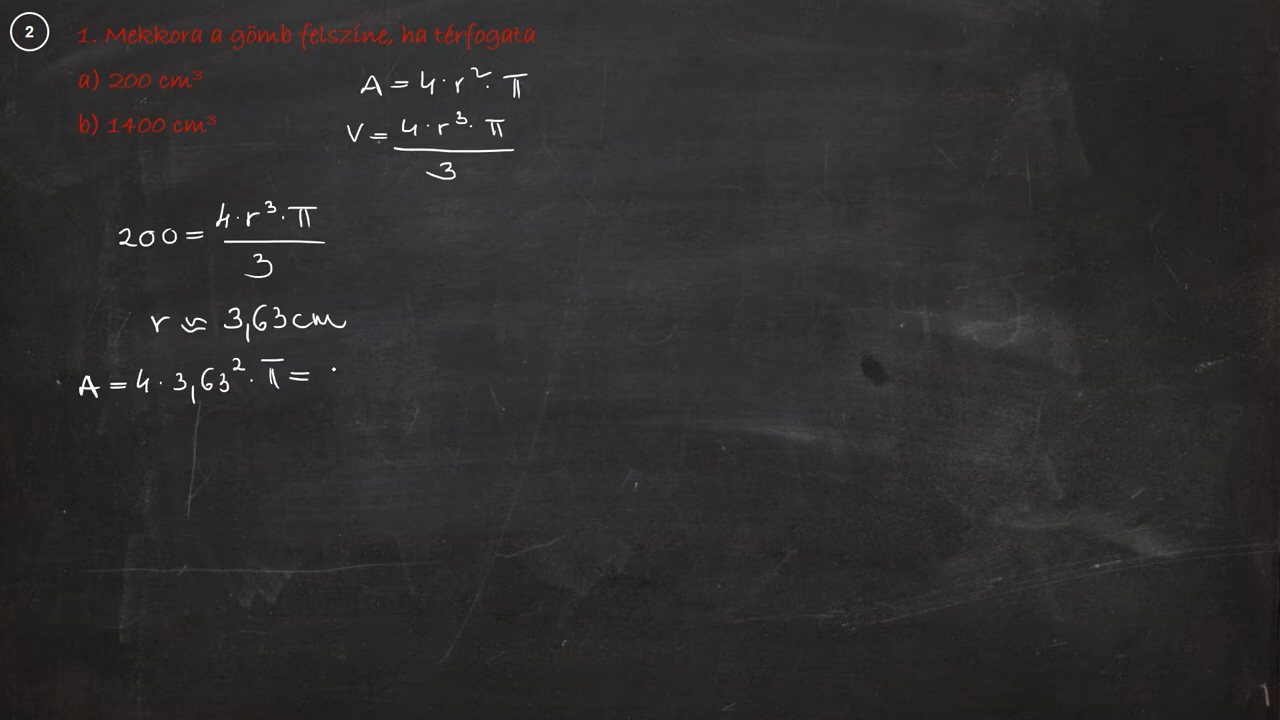 2
1. Mekkora a gömb felszíne, ha térfogata
a) 200 cm³
b) 1400 cm³
A = 4 · r² · π
V = 4 · r³ · π / 3
200 = 4 · r³ · π / 3
r ≈ 3,63 cm
A = 4 · 3,63² · π =
1